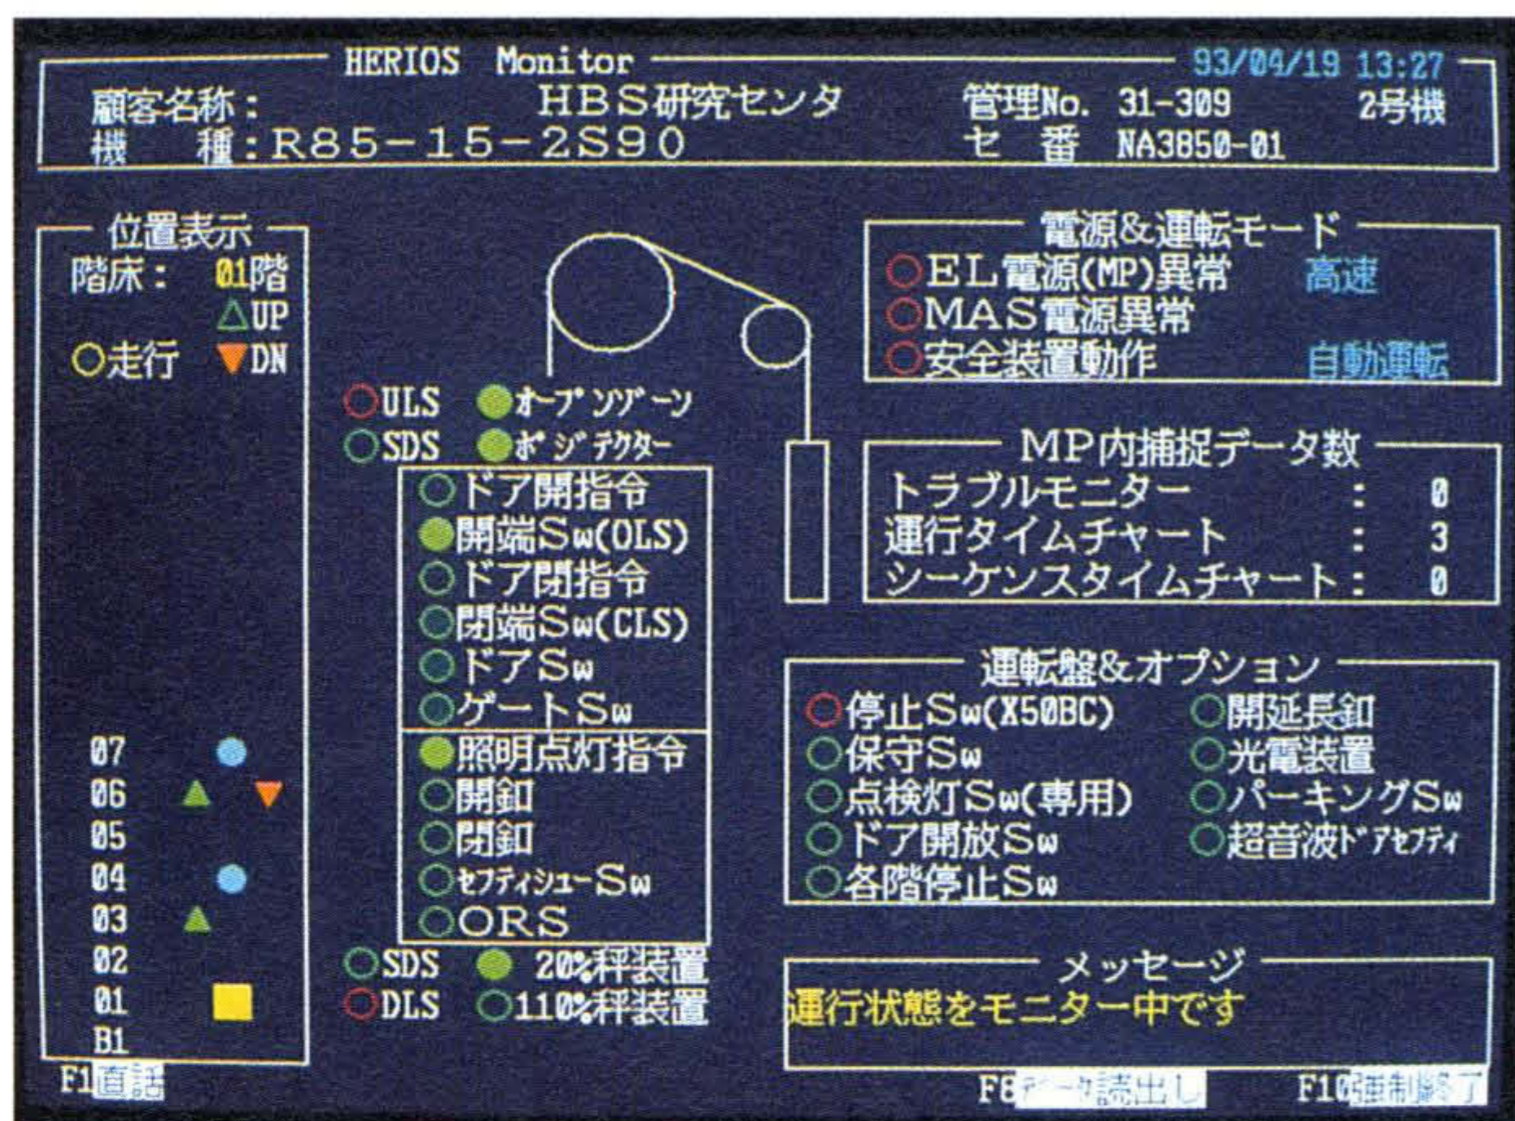 HERIOS Monitor 93/04/19 13:27
顧客名称： HBS研究センタ 管理No. 31-309 2号機
機 種：R85-15-2S90 セ 番 NA3850-01
位置表示
階床： 01階
△UP
○走行 ▼DN
07
06
05
04
03
02
01
B1
ULS オープンゾーン
SDS ポジテクター
ドア開指令
開端Sw(OLS)
ドア閉指令
閉端Sw(CLS)
ドアSw
ゲートSw
照明点灯指令
開釦
閉釦
セフティシューSw
ORS
SDS 20%秤装置
DLS 110%秤装置
電源&運転モード
EL電源(MP)異常 高速
MAS電源異常
安全装置動作 自動運転
MP内捕捉データ数
トラブルモニター ： 0
運行タイムチャート ： 3
シーケンスタイムチャート： 0
運転盤&オプション
停止Sw(X50BC) 開延長釦
保守Sw 光電装置
点検灯Sw(専用) パーキングSw
ドア開放Sw 超音波ドアセフティ
各階停止Sw
メッセージ
運行状態をモニター中です
F1直話 F8データ読出し F10強制終了